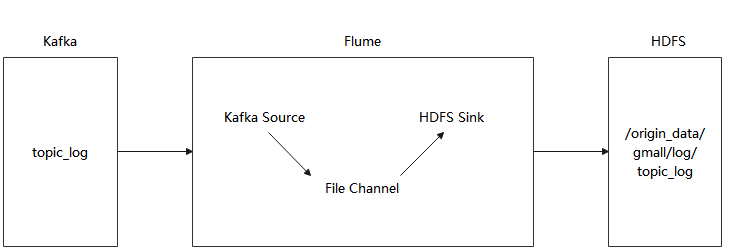 Kafka
Flume
HDFS
topic_log
Kafka Source
HDFS Sink
File Channel
/origin_data/
gmall/log/
topic_log